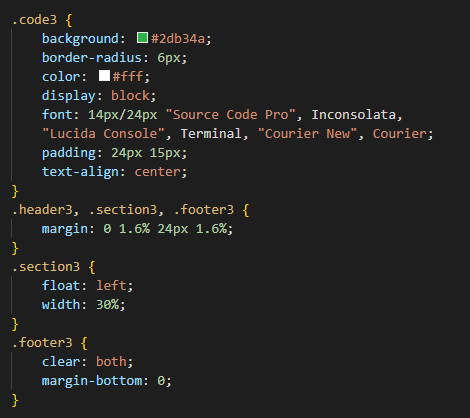 .code3 {
    background: #2db34a;
    border-radius: 6px;
    color: #fff;
    display: block;
    font: 14px/24px "Source Code Pro", Inconsolata,
    "Lucida Console", Terminal, "Courier New", Courier;
    padding: 24px 15px;
    text-align: center;
}
.header3, .section3, .footer3 {
    margin: 0 1.6% 24px 1.6%;
}
.section3 {
    float: left;
    width: 30%;
}
.footer3 {
    clear: both;
    margin-bottom: 0;
}